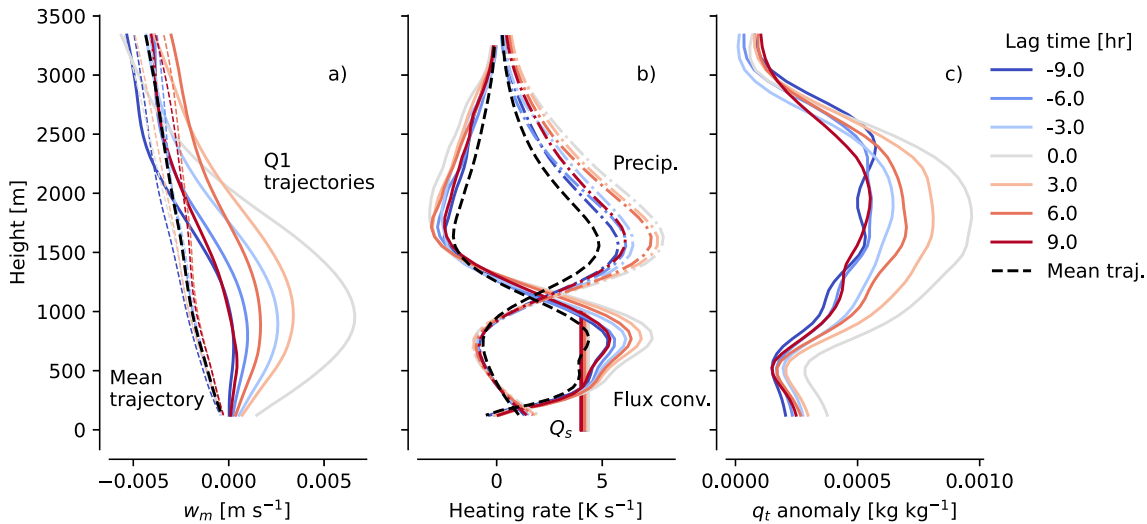 Height [m]
3500
3000
2500
2000
1500
1000
500
0
a)
Q1
trajectories
Mean
trajectory
−0.005 0.000 0.005
w_m [m s⁻¹]
b)
Precip.
Flux conv.
Q_s
0 5
Heating rate [K s⁻¹]
c)
0.0000 0.0005 0.0010
q_t anomaly [kg kg⁻¹]
Lag time [hr]
-9.0
-6.0
-3.0
0.0
3.0
6.0
9.0
Mean traj.